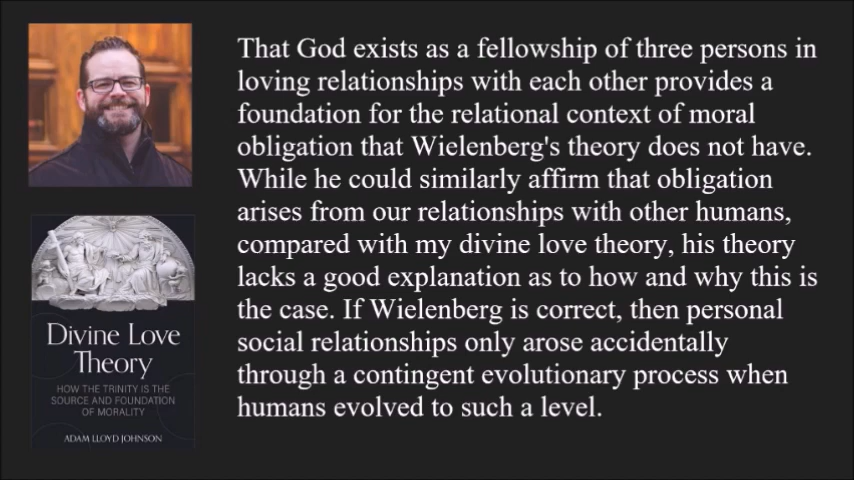 That God exists as a fellowship of three persons in
loving relationships with each other provides a
foundation for the relational context of moral
obligation that Wielenberg's theory does not have.
While he could similarly affirm that obligation
arises from our relationships with other humans,
compared with my divine love theory, his theory
lacks a good explanation as to how and why this is
the case. If Wielenberg is correct, then personal
social relationships only arose accidentally
through a contingent evolutionary process when
humans evolved to such a level.
Divine Love
Theory
HOW THE TRINITY IS THE
SOURCE AND FOUNDATION
OF MORALITY
ADAM LLOYD JOHNSON